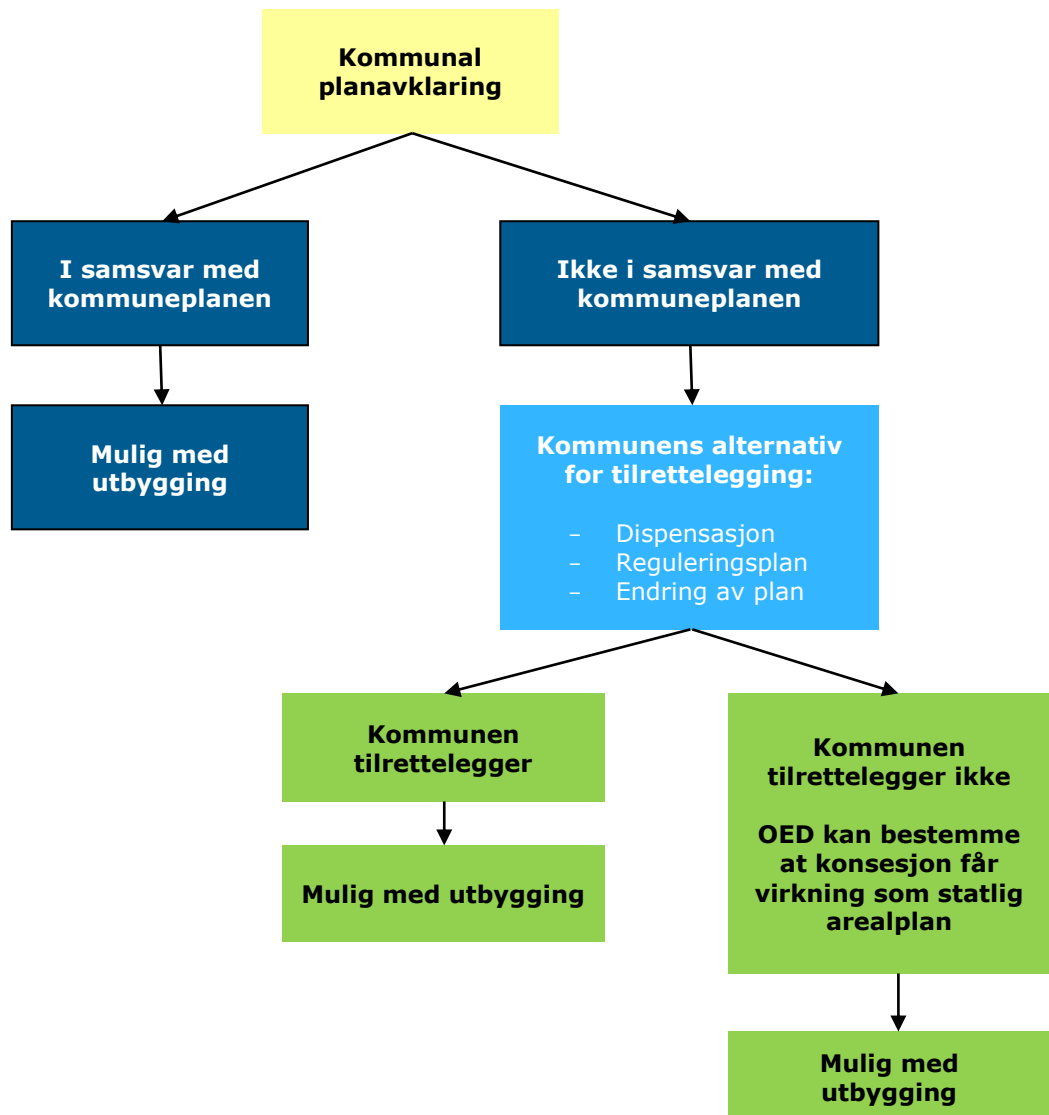 Kommunal
planavklaring
I samsvar med
kommuneplanen
Ikke i samsvar med
kommuneplanen
Mulig med
utbygging
Kommunens alternativ
for tilrettelegging:
– Dispensasjon
– Reguleringsplan
– Endring av plan
Kommunen
tilrettelegger
Kommunen
tilrettelegger ikke
OED kan bestemme
at konsesjon får
virkning som statlig
arealplan
Mulig med utbygging
Mulig med
utbygging